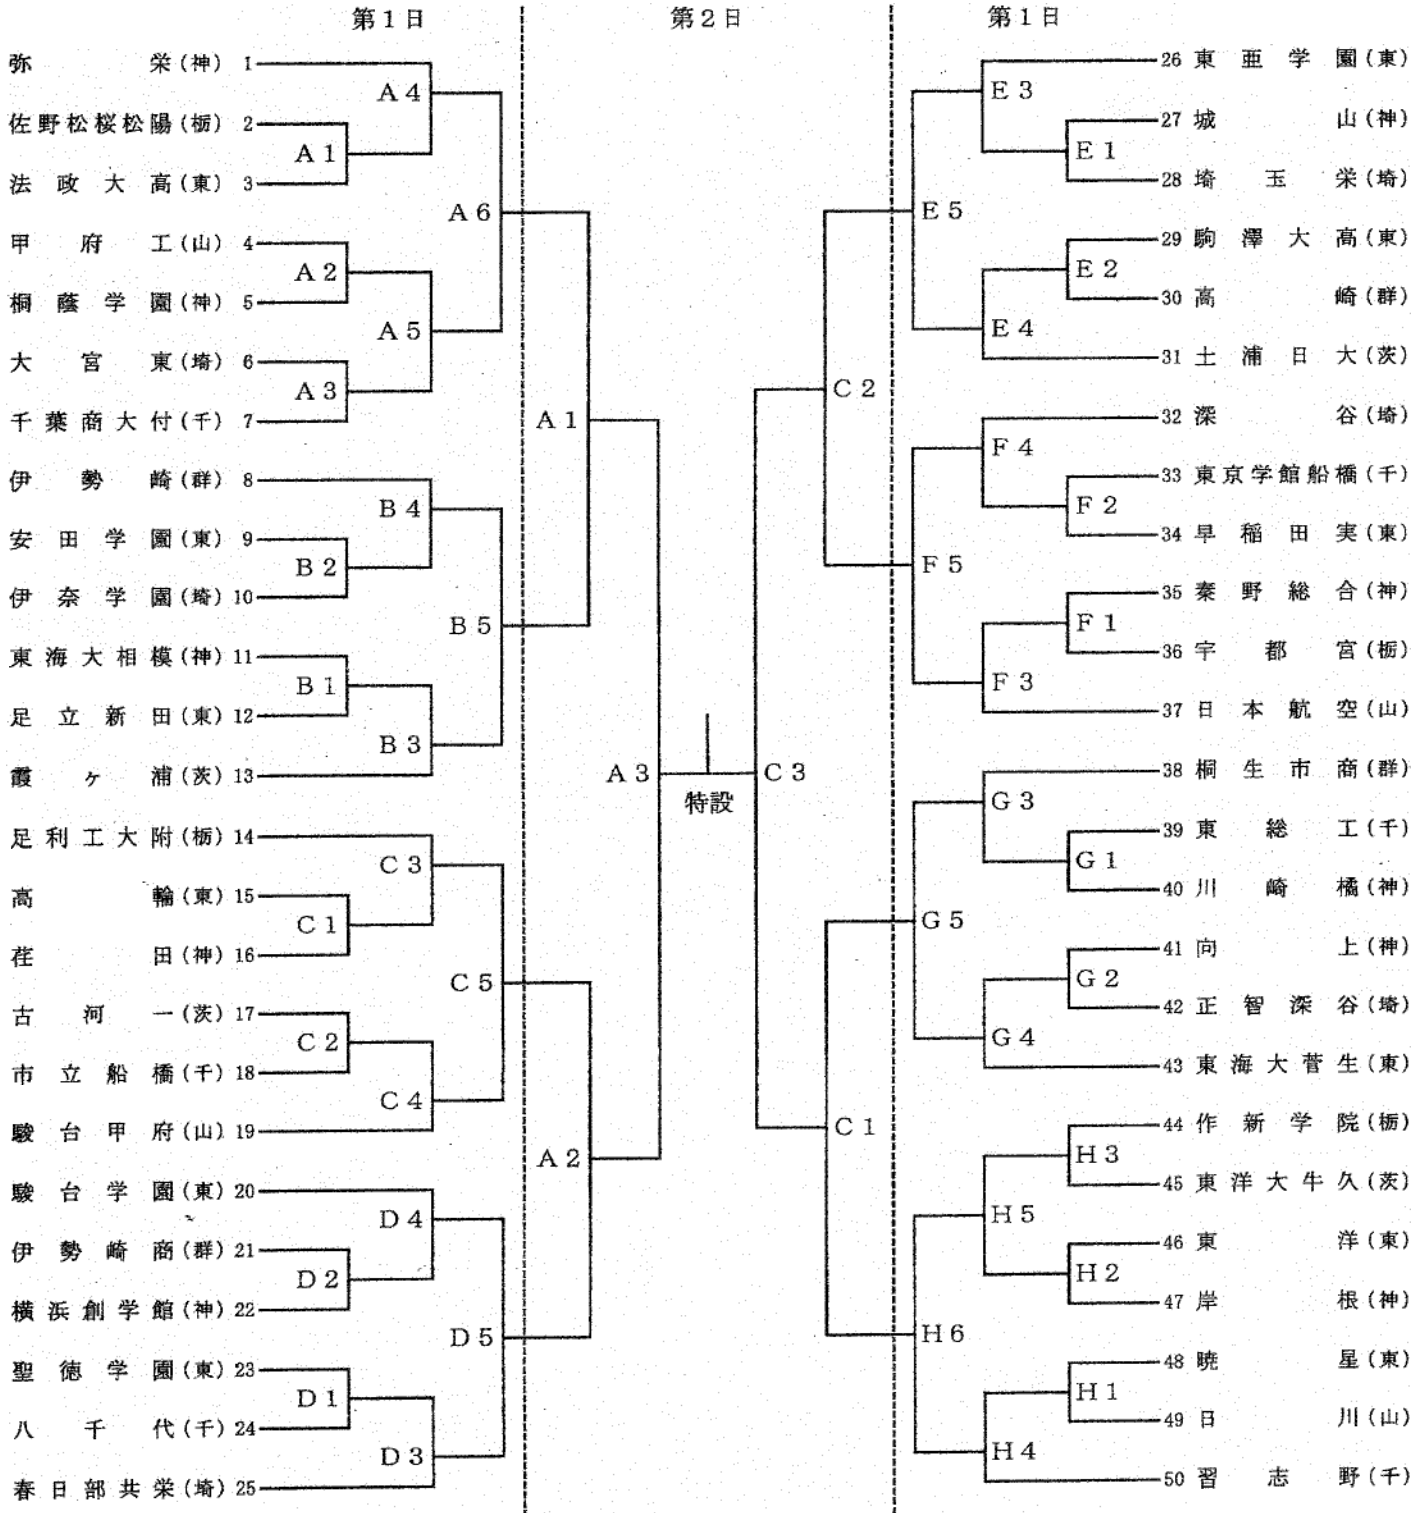 第1日
第2日
第1日
弥栄(神) 1
佐野松桜松陽(栃) 2
法政大高(東) 3
甲府工(山) 4
桐蔭学園(神) 5
大宮東(埼) 6
千葉商大付(千) 7
伊勢崎(群) 8
安田学園(東) 9
伊奈学園(埼) 10
東海大相模(神) 11
足立新田(東) 12
霞ヶ浦(茨) 13
足利工大附(栃) 14
高輪(東) 15
荏田(神) 16
古河一(茨) 17
市立船橋(千) 18
駿台甲府(山) 19
駿台学園(東) 20
伊勢崎商(群) 21
横浜創学館(神) 22
聖徳学園(東) 23
八千代(千) 24
春日部共栄(埼) 25
A4
A1
A6
A2
A5
A3
B4
B2
B5
B1
B3
C3
C1
C5
C2
C4
D4
D2
D5
D1
D3
A1
A2
A3
特設
C3
C2
C1
E3
E1
E5
E2
E4
F4
F2
F5
F1
F3
G3
G1
G5
G2
G4
H3
H5
H2
H6
H1
H4
26 東亜学園(東)
27 城山(神)
28 埼玉栄(埼)
29 駒澤大高(東)
30 高崎(群)
31 土浦日大(茨)
32 深谷(埼)
33 東京学館船橋(千)
34 早稲田実(東)
35 秦野総合(神)
36 宇都宮(栃)
37 日本航空(山)
38 桐生市商(群)
39 東総工(千)
40 川崎橘(神)
41 向上(神)
42 正智深谷(埼)
43 東海大菅生(東)
44 作新学院(栃)
45 東洋大牛久(茨)
46 東洋(東)
47 岸根(神)
48 暁星(東)
49 日川(山)
50 習志野(千)